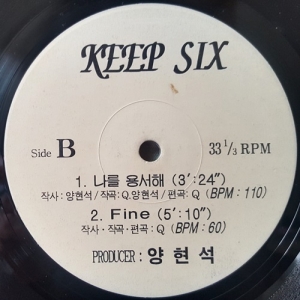 KEEP SIX
Side B 33 1/3 RPM
1. 나를 용서해 (3':24")
작사:양현석/작곡:Q.양현석/편곡:Q (BPM:110)
2. Fine (5':10")
작사·작곡·편곡:Q (BPM:60)
PRODUCER:양현석